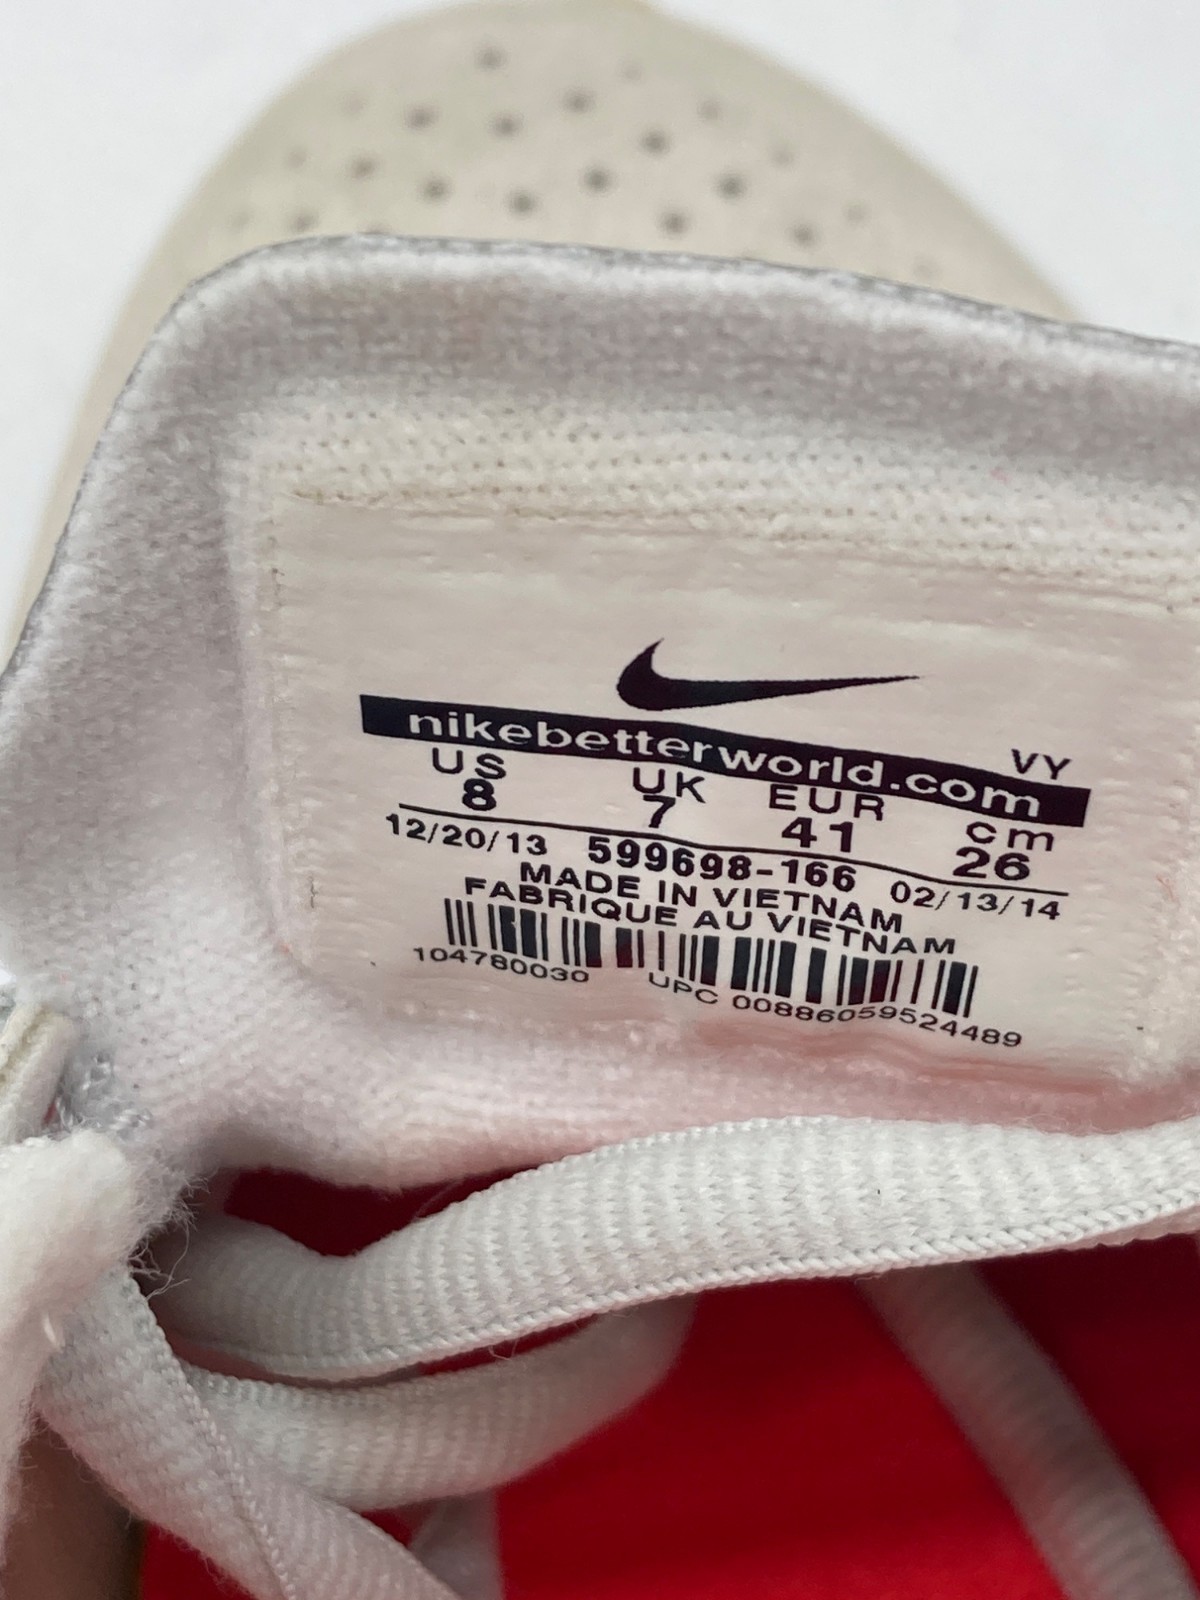 nikebetterworld.com VY
US UK EUR cm
8 7 41 26
12/20/13 599698-166 02/13/14
MADE IN VIETNAM
FABRIQUE AU VIETNAM
104780030 UPC 00886059524489